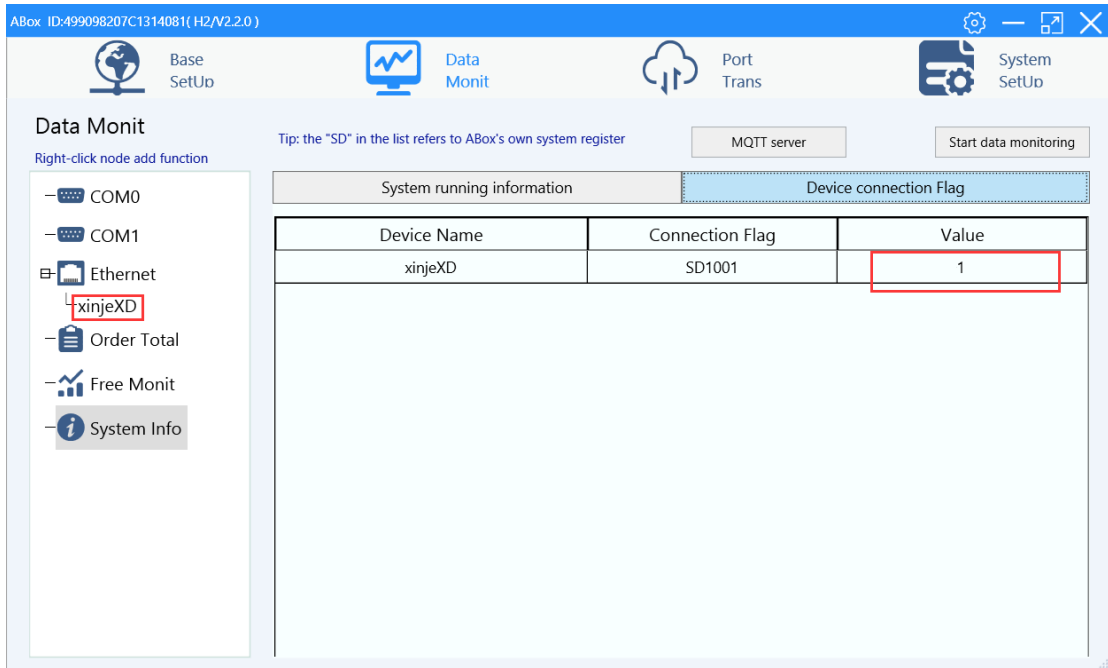 ABox ID:499098207C1314081( H2/V2.2.0 )
Base
SetUp
Data
Monit
Port
Trans
System
SetUp
Data Monit
Right-click node add function
Tip: the "SD" in the list refers to ABox's own system register
MQTT server
Start data monitoring
COM0
COM1
Ethernet
xinjeXD
Order Total
Free Monit
System Info
System running information
Device connection Flag
Device Name
Connection Flag
Value
xinjeXD
SD1001
1